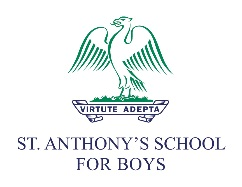 VIRTUTE ADEPTA
ST. ANTHONY'S SCHOOL
FOR BOYS